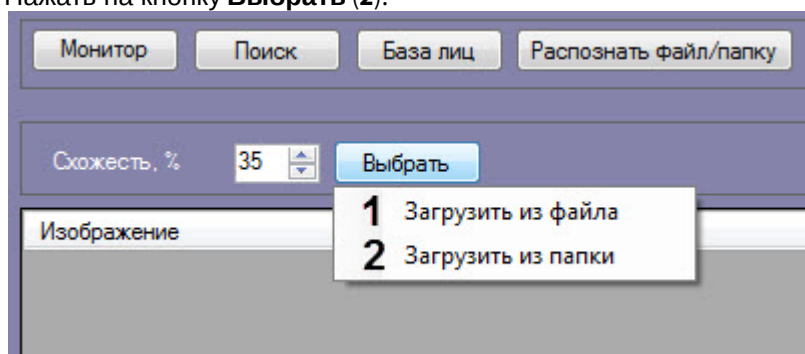 Нажать на кнопку Выбрать (2).
Монитор Поиск База лиц Распознать файл/папку
Схожесть, % 35 Выбрать
1 Загрузить из файла
Изображение
2 Загрузить из папки